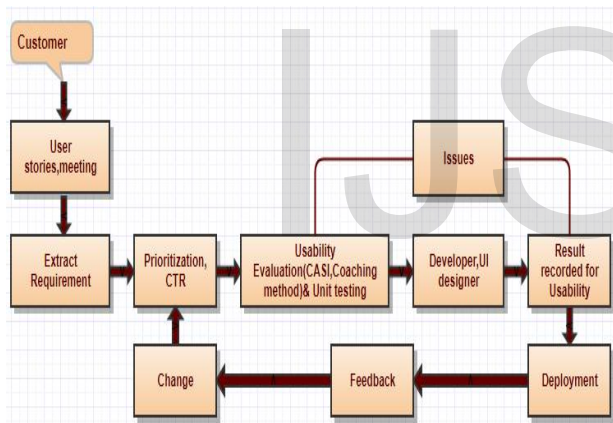 Customer
User
stories,meeting
Issues
Extract
Requirement
Prioritization,
CTR
Usability
Evaluation(CASI,Coaching
method)& Unit testing
Developer,UI
designer
Result
recorded for
Usability
Change
Feedback
Deployment
IJS